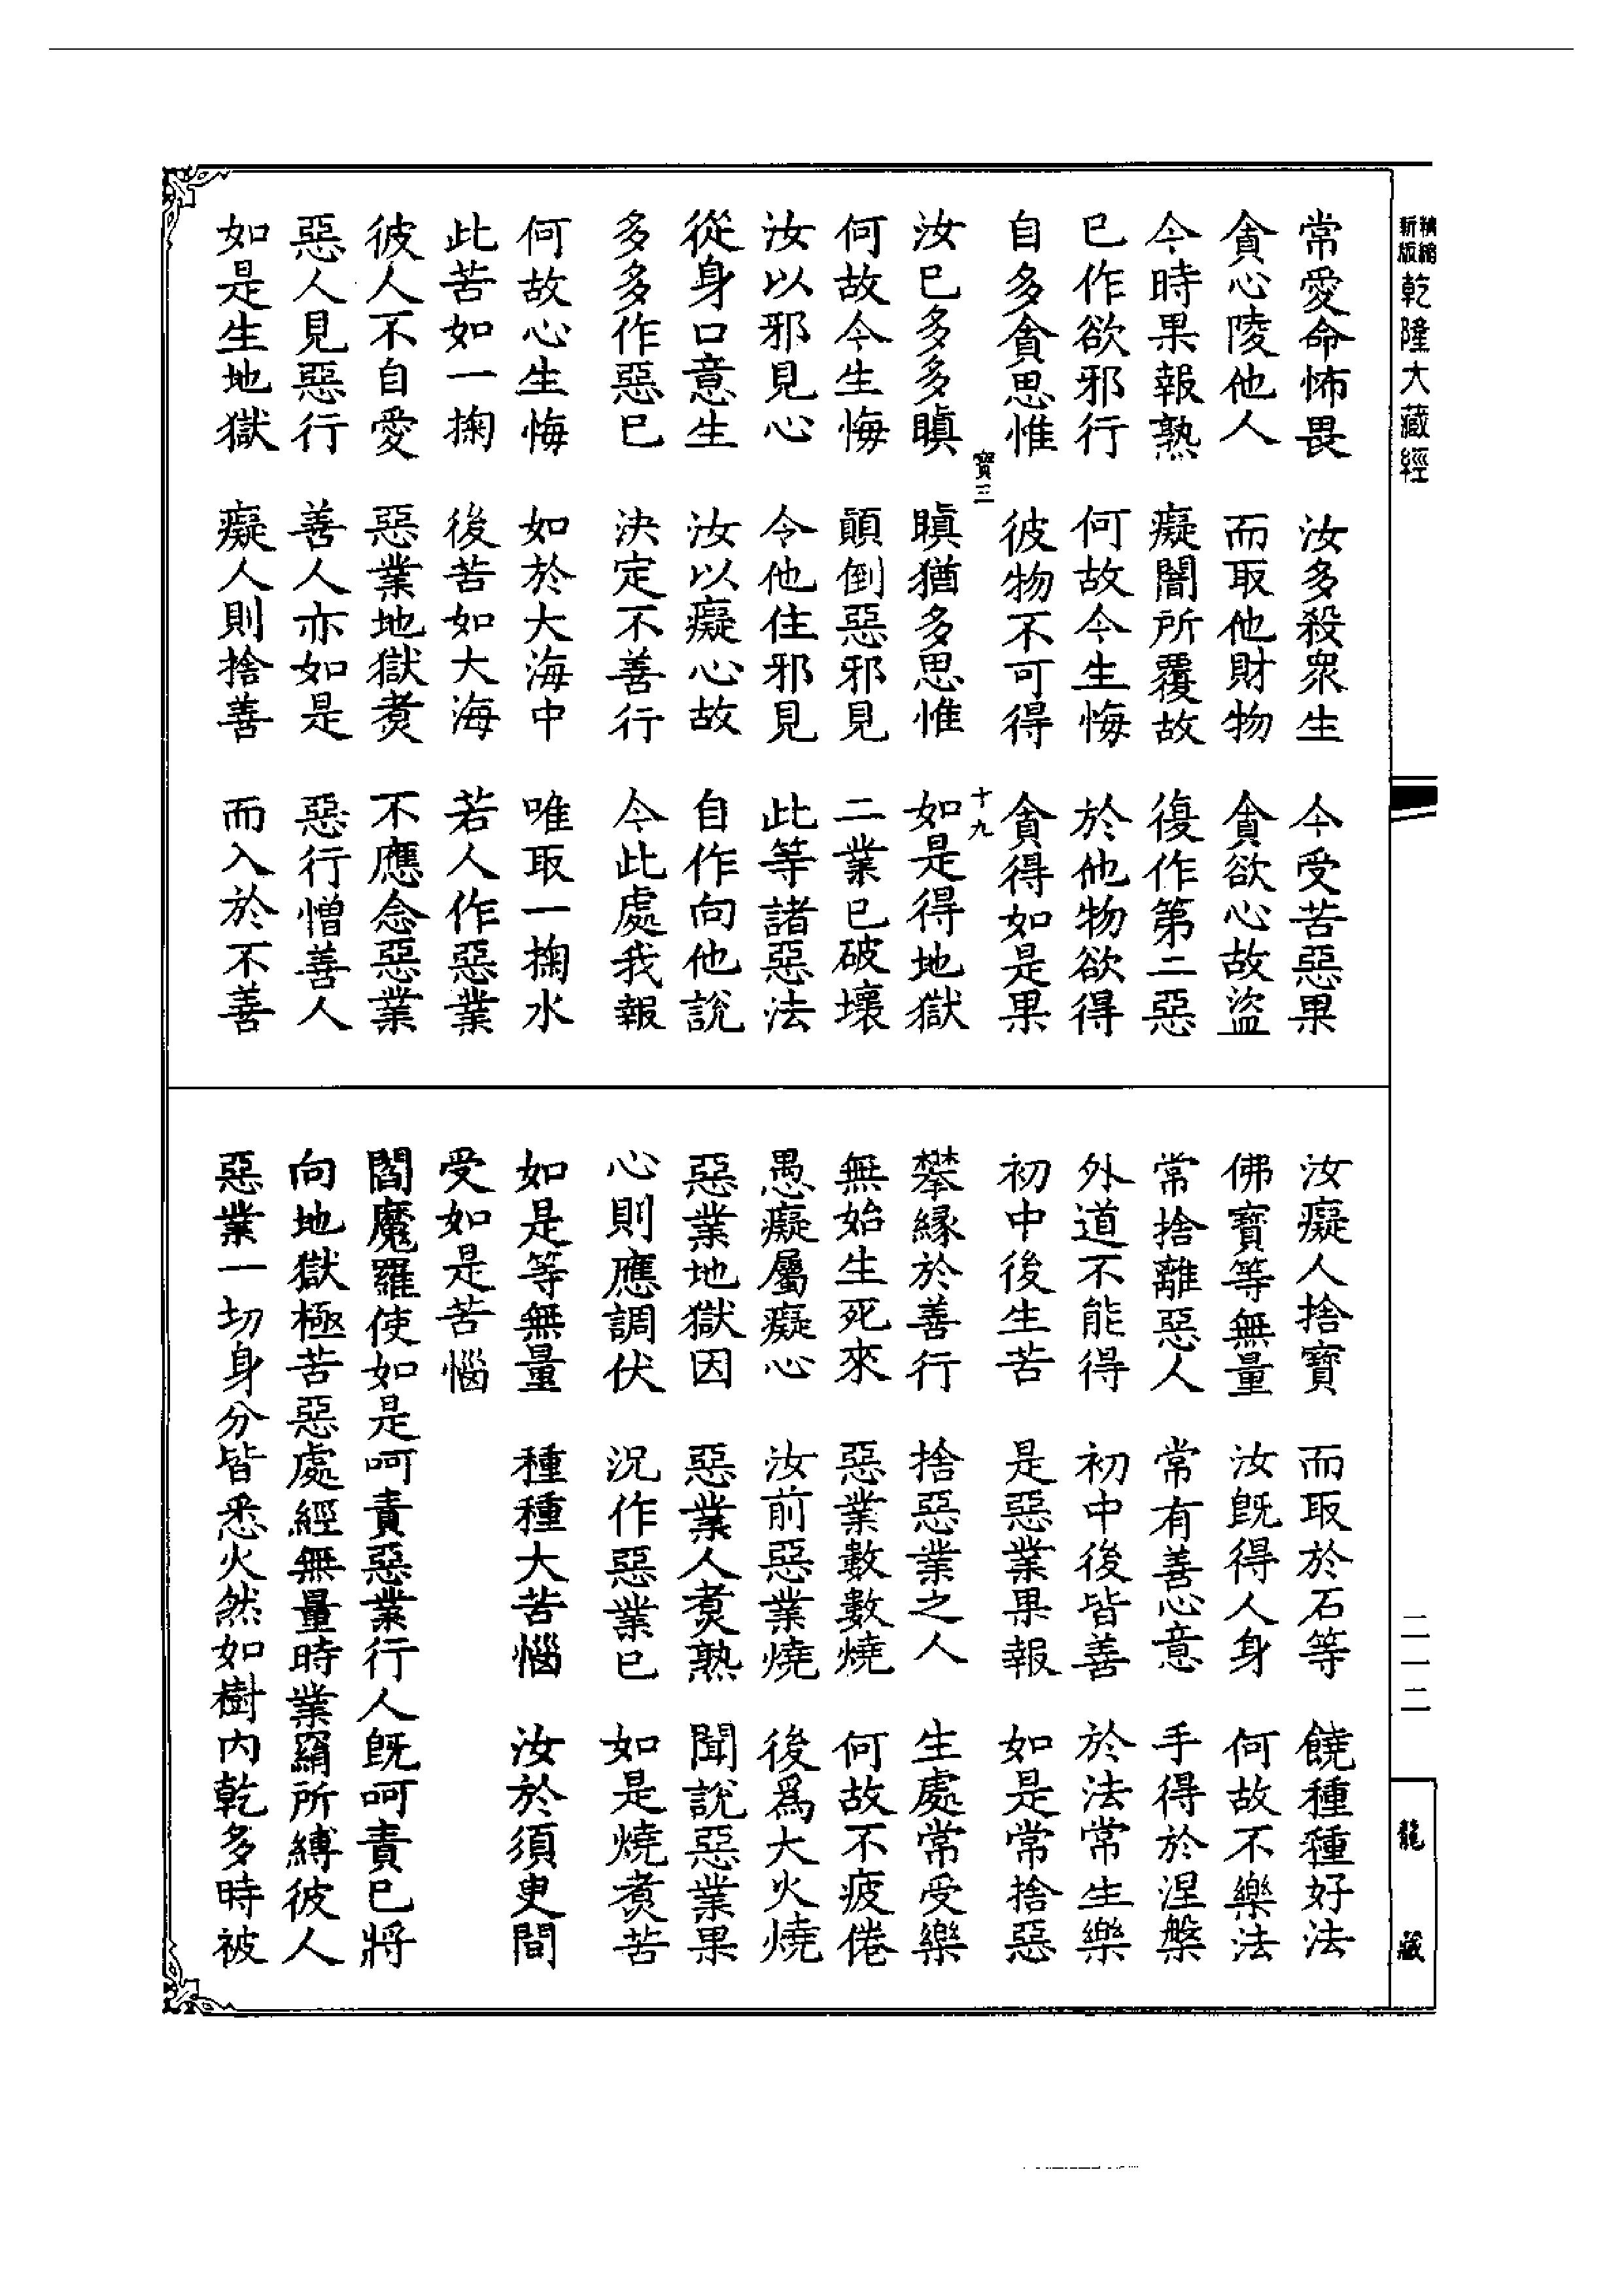 精縮
新版
乾隆大藏經
常愛命怖畏　汝多殺衆生　今受苦惡果
貪心陵他人　而取他財物　貪欲心故盜
今時果報熟　癡闇所覆故　復作第二惡
已作欲邪行　何故今生悔　於他物欲得
自多貪思惟　彼物不可得　貪得如是果
寶三　十九
汝已多多瞋　瞋猶多思惟　如是得地獄
何故今生悔　顛倒惡邪見　二業已破壞
汝以邪見心　令他住邪見　此等諸惡法
從身口意生　汝以癡心故　自作向他說
多多作惡已　決定不善行　今此處我報
何故心生悔　如於大海中　唯取一掬水
此苦如一掬　後苦如大海　若人作惡業
彼人不自愛　惡業地獄煑　不應念惡業
惡人見惡行　善人亦如是　惡行憎善人
如是生地獄　癡人則捨善　而入於不善
汝癡人捨寶　而取於石等　饒種種好法
佛寶等無量　汝旣得人身　何故不樂法
常捨離惡人　常有善心意　手得於涅槃
外道不能得　初中後皆善　於法常生樂
初中後生苦　是惡業果報　如是常捨惡
攀緣於善行　捨惡業之人　生處常受樂
無始生死來　惡業數數燒　何故不疲倦
愚癡屬癡心　汝前惡業燒　後爲大火燒
惡業地獄因　惡業人煑熟　聞說惡業果
心則應調伏　況作惡業已　如是燒煑苦
如是等無量　種種大苦惱　汝於須臾間
受如是苦惱
閻魔羅使如是呵責惡業行人旣呵責已將
向地獄極苦惡處經無量時業羂所縛彼人
惡業一切身分皆悉火然如樹內乾多時被
二一二
龍藏